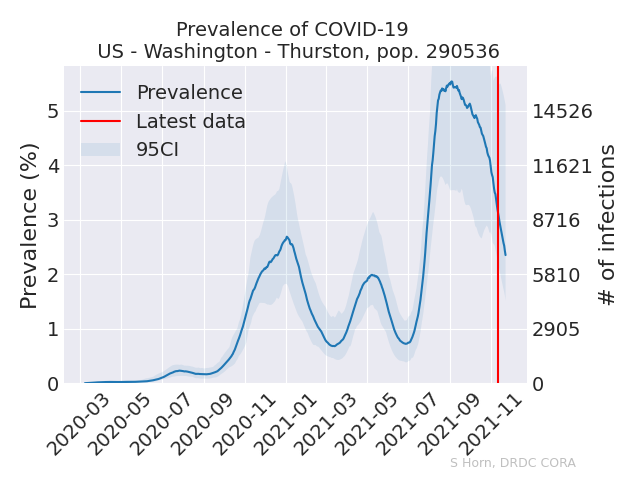 Prevalence of COVID-19
US - Washington - Thurston, pop. 290536
Prevalence
Latest data
95CI
Prevalence (%)
5
4
3
2
1
0
14526
11621
8716
5810
2905
0
# of infections
2020-03
2020-05
2020-07
2020-09
2020-11
2021-01
2021-03
2021-05
2021-07
2021-09
2021-11
S Horn, DRDC CORA